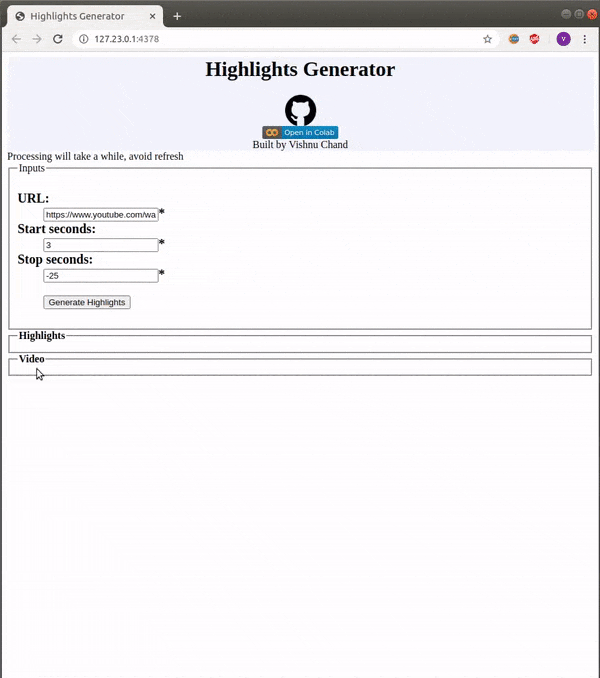 Highlights Generator
127.23.0.1:4378
V
Highlights Generator
Open in Colab
Built by Vishnu Chand
Processing will take a while, avoid refresh
Inputs
URL:
https://www.youtube.com/wa *
Start seconds:
3 *
Stop seconds:
-25 *
Generate Highlights
Highlights
Video